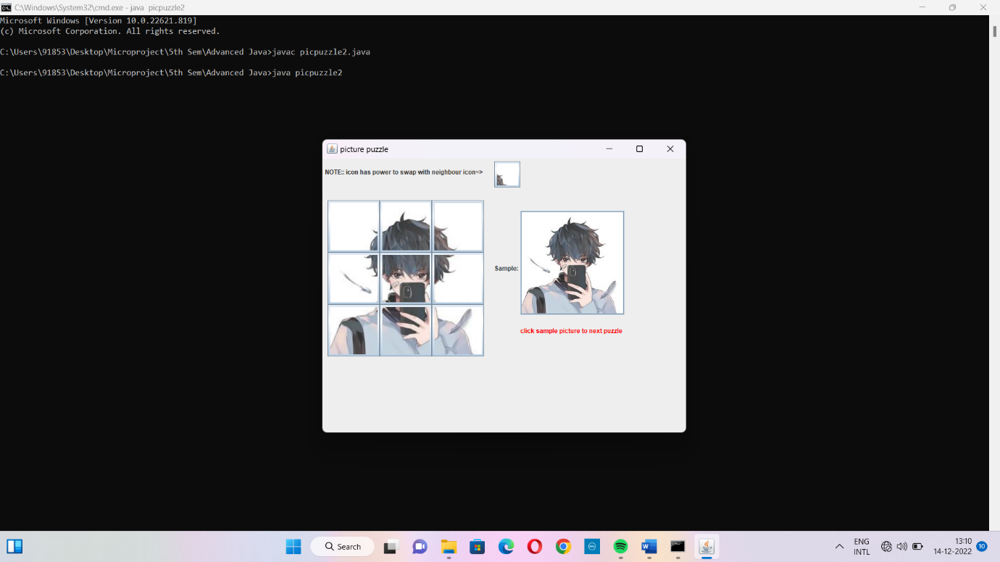 C:\Windows\System32\cmd.exe - java  picpuzzle2
Microsoft Windows [Version 10.0.22621.819]
(c) Microsoft Corporation. All rights reserved.
C:\Users\91853\Desktop\Microproject\5th Sem\Advanced Java>javac picpuzzle2.java
C:\Users\91853\Desktop\Microproject\5th Sem\Advanced Java>java picpuzzle2
picture puzzle
NOTE:: icon has power to swap with neighbour icon=>
Sample:
click sample picture to next puzzle
Search
ENG
INTL
13:10
14-12-2022
10